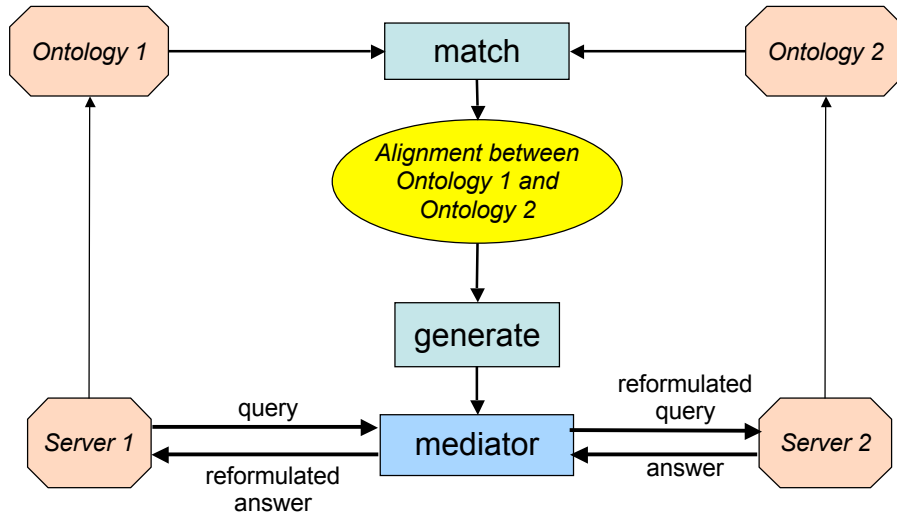 Ontology 1
match
Ontology 2
Alignment between
Ontology 1 and
Ontology 2
generate
query
reformulated
query
Server 1
mediator
Server 2
reformulated
answer
answer